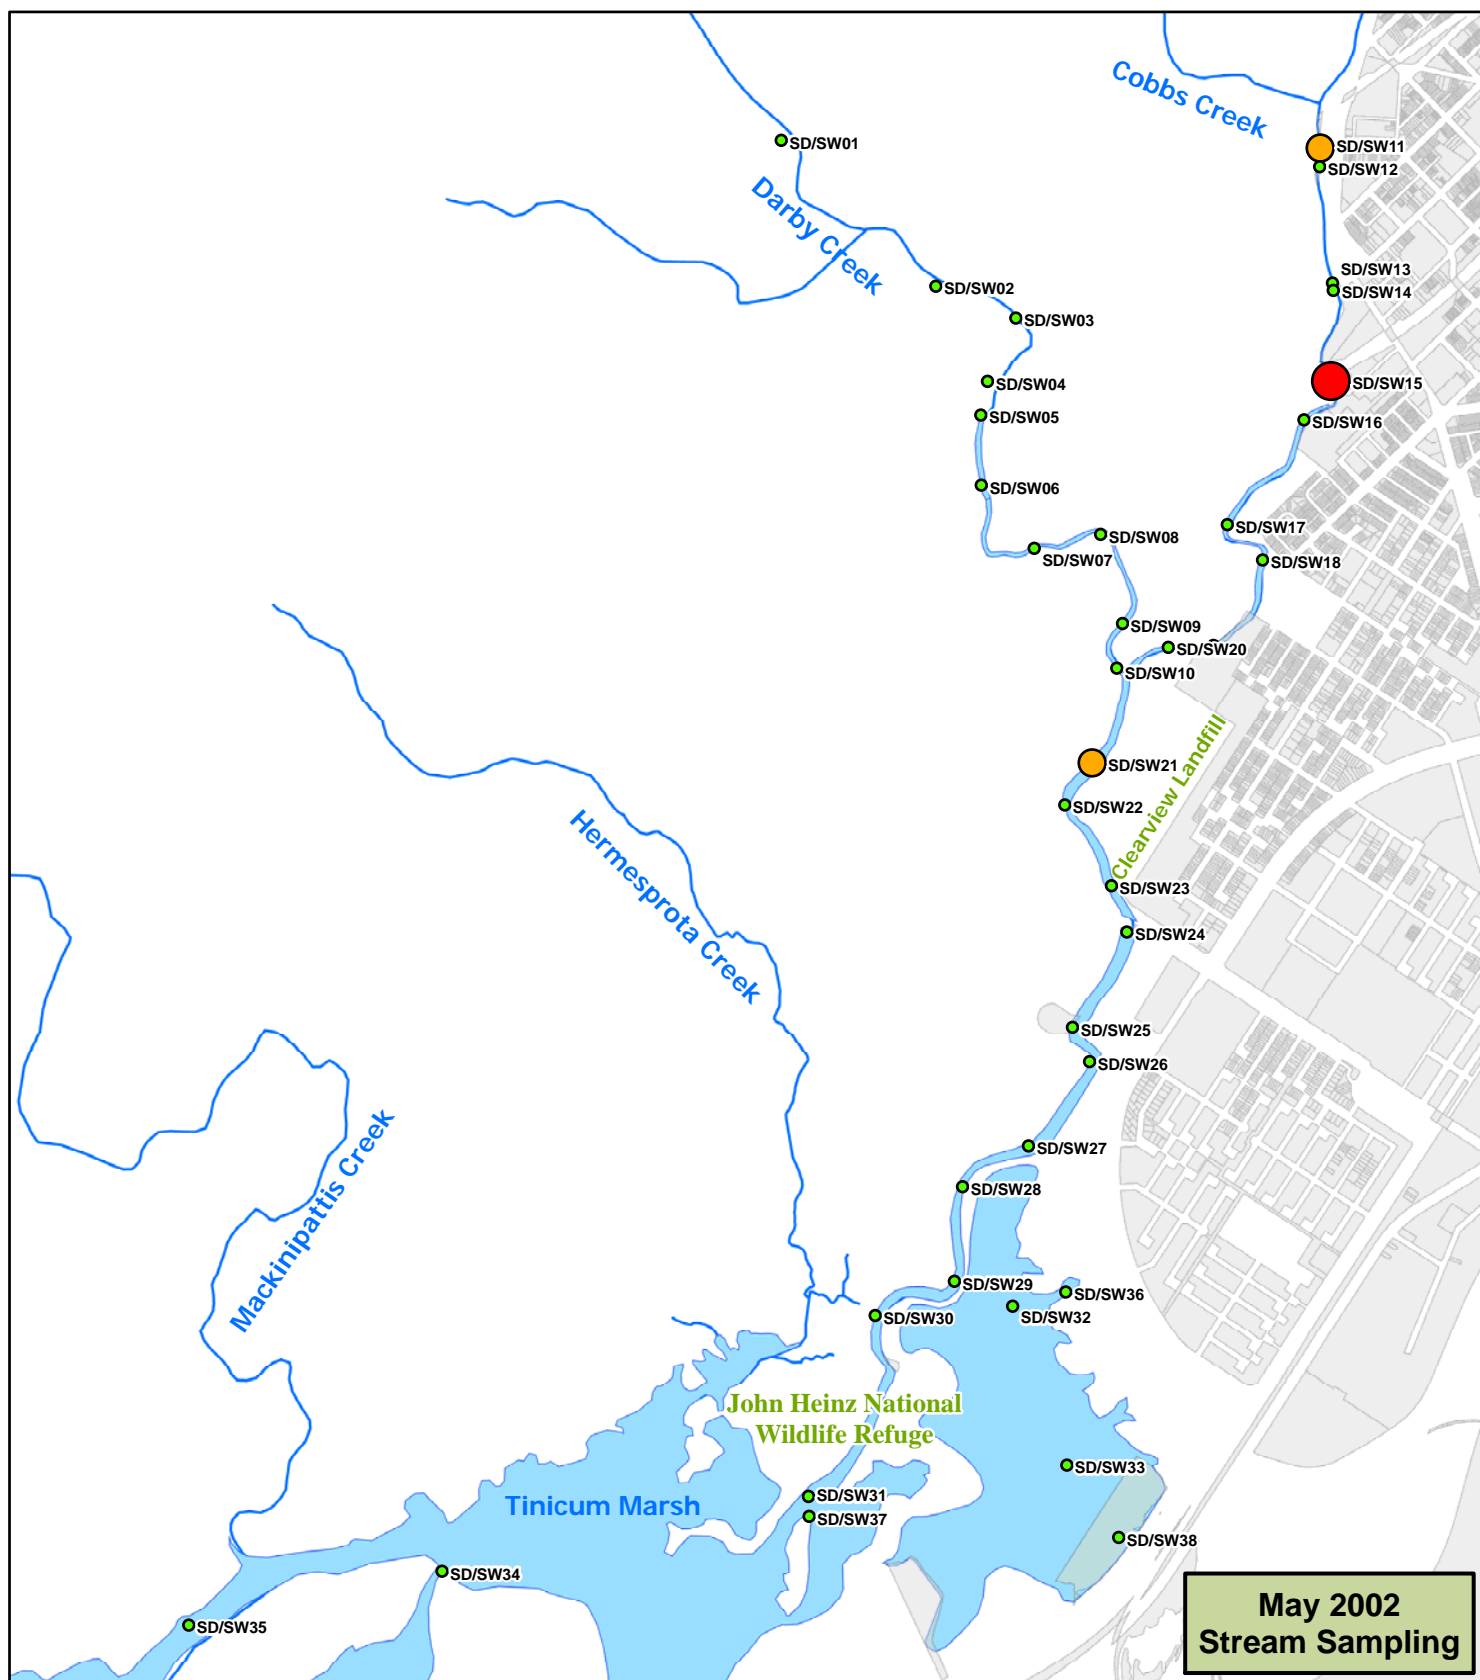 Cobbs Creek
SD/SW11
SD/SW01
SD/SW12
Darby Creek
SD/SW13
SD/SW02
SD/SW14
SD/SW03
SD/SW04
SD/SW15
SD/SW05
SD/SW16
SD/SW06
SD/SW17
SD/SW08
SD/SW07
SD/SW18
SD/SW09
SD/SW20
SD/SW10
SD/SW21
Clearview Landfill
SD/SW22
Hermesprota Creek
SD/SW23
SD/SW24
SD/SW25
SD/SW26
SD/SW27
Mackinipattis Creek
SD/SW28
SD/SW29
SD/SW36
SD/SW30
SD/SW32
John Heinz National
Wildlife Refuge
SD/SW33
SD/SW31
Tinicum Marsh
SD/SW37
SD/SW38
SD/SW34
SD/SW35
May 2002
Stream Sampling